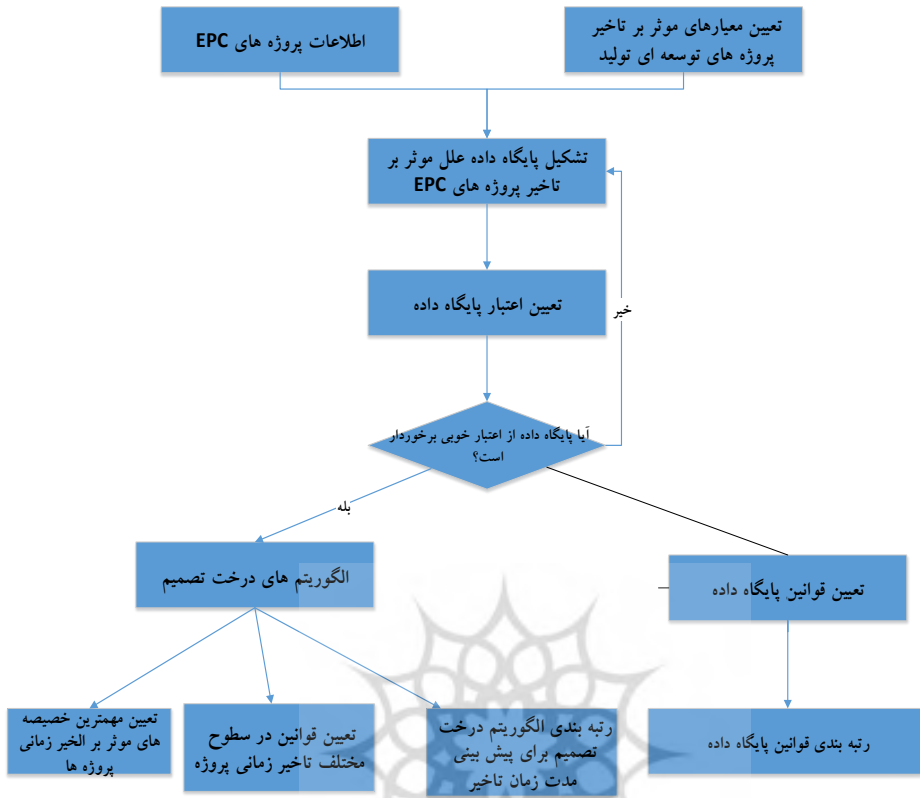 تعیین معیارهای موثر بر تاخیر
پروژه های توسعه ای تولید
اطلاعات پروژه های EPC
تشکیل پایگاه داده علل موثر بر
تاخیر پروژه های EPC
تعیین اعتبار پایگاه داده
خیر
آیا پایگاه داده از اعتبار خوبی برخوردار
است؟
بله
تعیین قوانین پایگاه داده
الگوریتم های درخت تصمیم
رتبه بندی قوانین پایگاه داده
رتبه بندی الگوریتم درخت
تصمیم برای پیش بینی
مدت زمان تاخیر
تعیین قوانین در سطوح
مختلف تاخیر زمانی پروژه
تعیین مهمترین خصیصه
های موثر بر الخیر زمانی
پروژه ها